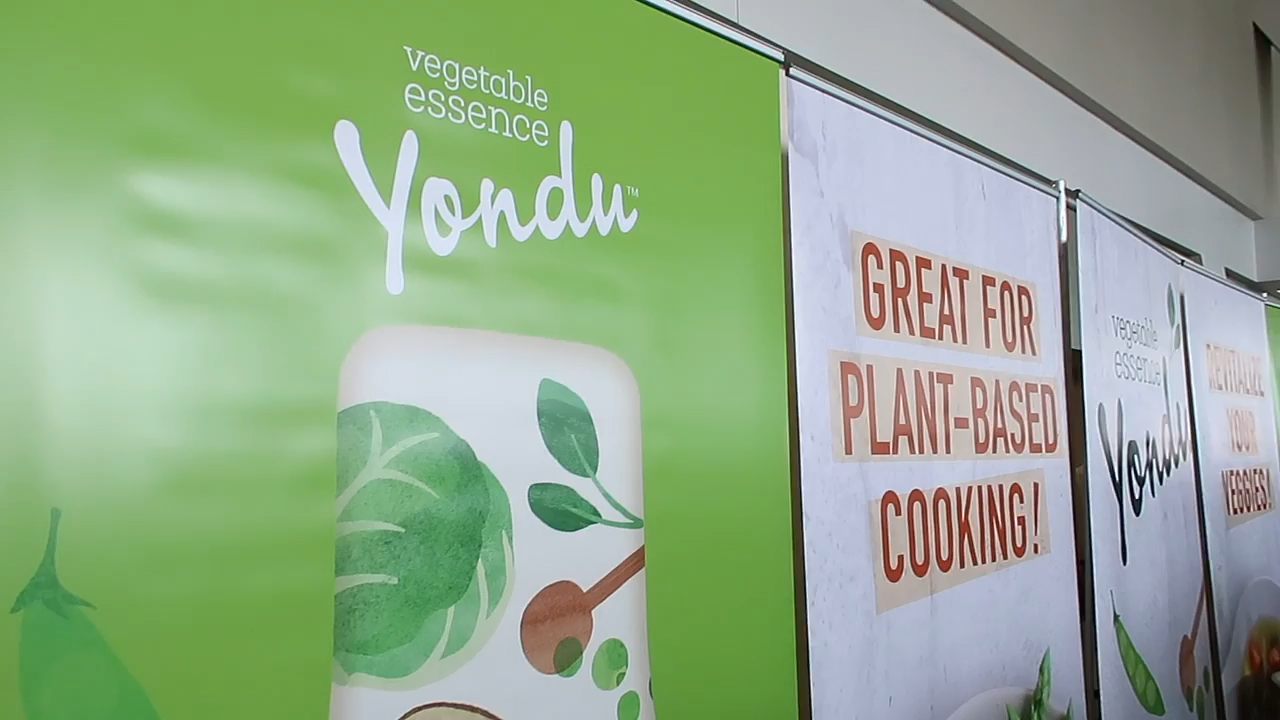 vegetable
essence
Yondu™
GREAT FOR
PLANT-BASED
COOKING!
vegetable
essence
Yondu
REVITALIZE
YOUR
VEGGIES!